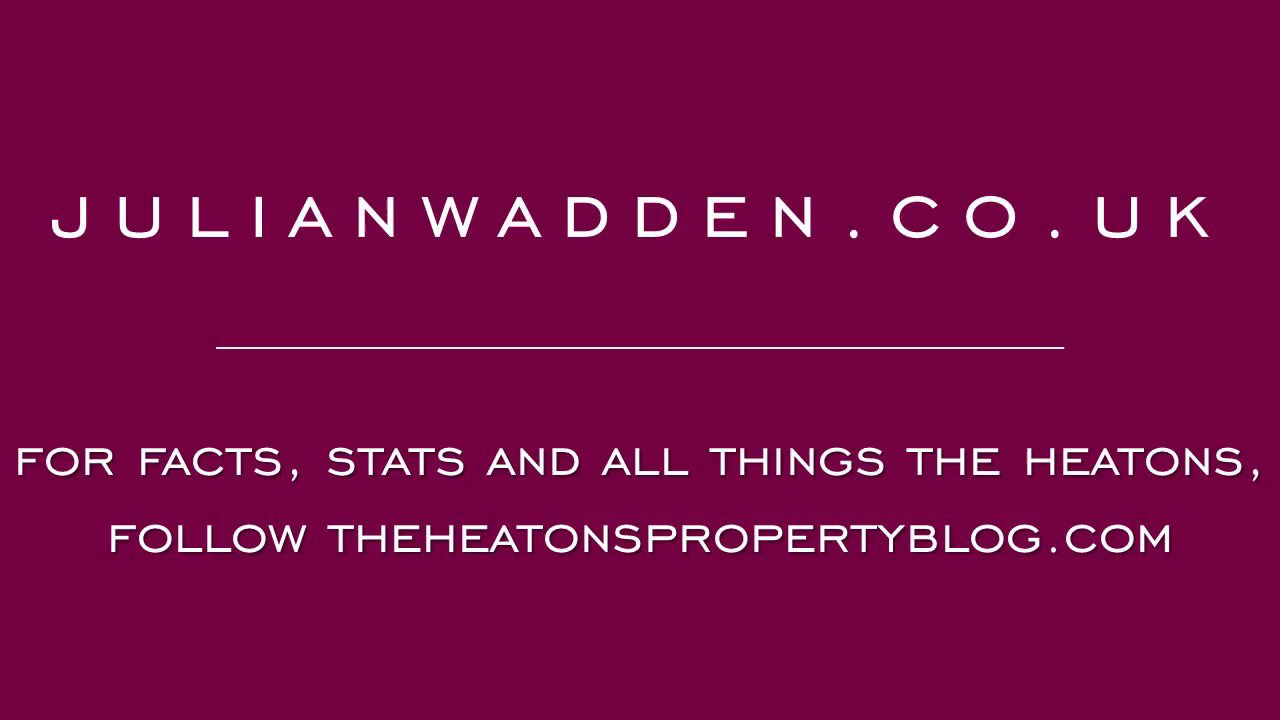 JULIANWADDEN.CO.UK
FOR FACTS, STATS AND ALL THINGS THE HEATONS,
FOLLOW THEHEATONSPROPERTYBLOG.COM